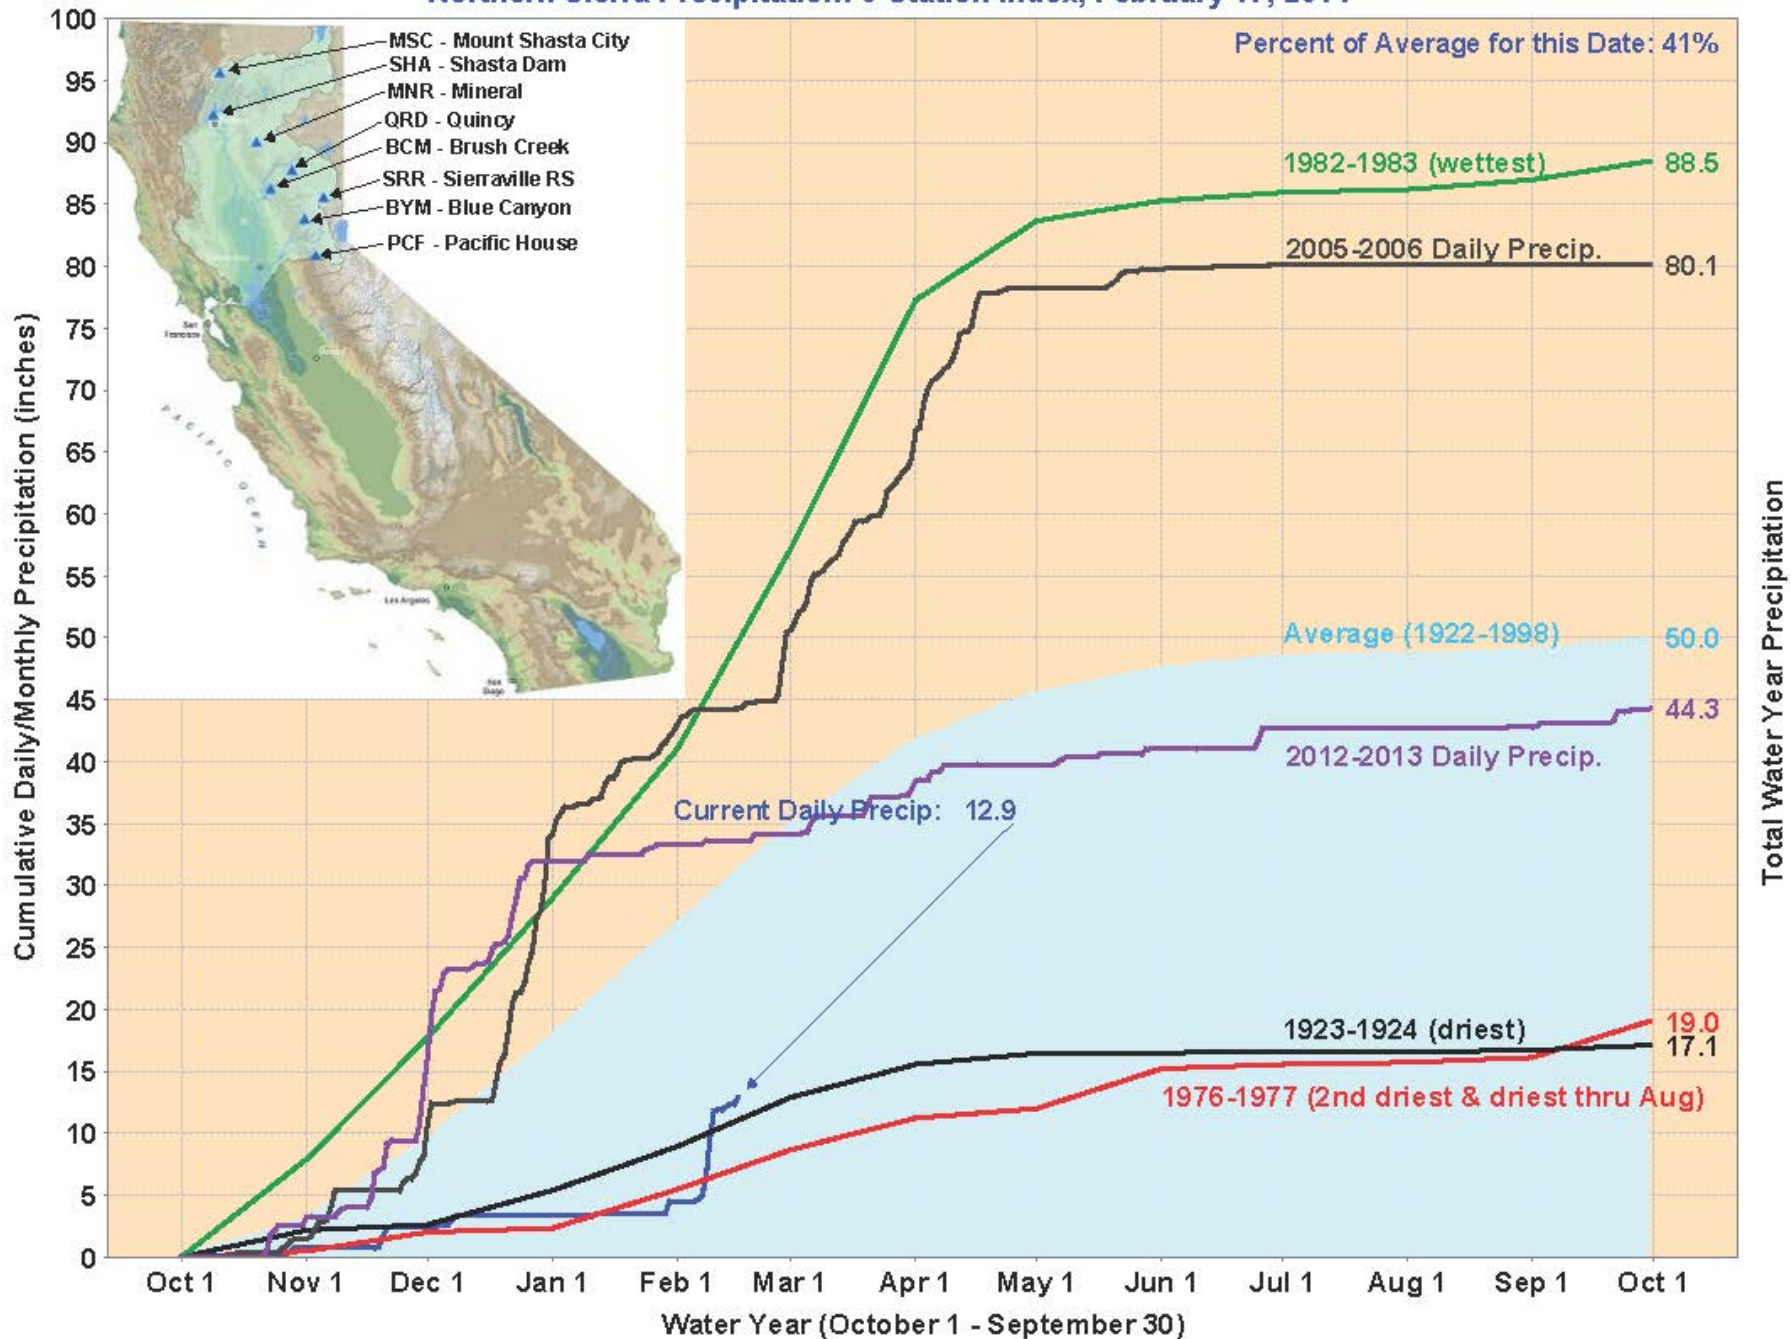 Percent of Average for this Date: 41%
MSC - Mount Shasta City
SHA - Shasta Dam
MNR - Mineral
QRD - Quincy
BCM - Brush Creek
SRR - Sierraville RS
BYM - Blue Canyon
PCF - Pacific House
San
Francisco
PACIFIC OCEAN
Los Angeles
San
Diego
Cumulative Daily/Monthly Precipitation (inches)
100
95
90
85
80
75
70
65
60
55
50
45
40
35
30
25
20
15
10
5
0
1982-1983 (wettest)
88.5
2005-2006 Daily Precip.
80.1
Average (1922-1998)
50.0
44.3
2012-2013 Daily Precip.
Current Daily Precip: 12.9
1923-1924 (driest)
19.0
17.1
1976-1977 (2nd driest & driest thru Aug)
Total Water Year Precipitation
Oct 1 Nov 1 Dec 1 Jan 1 Feb 1 Mar 1 Apr 1 May 1 Jun 1 Jul 1 Aug 1 Sep 1 Oct 1
Water Year (October 1 - September 30)